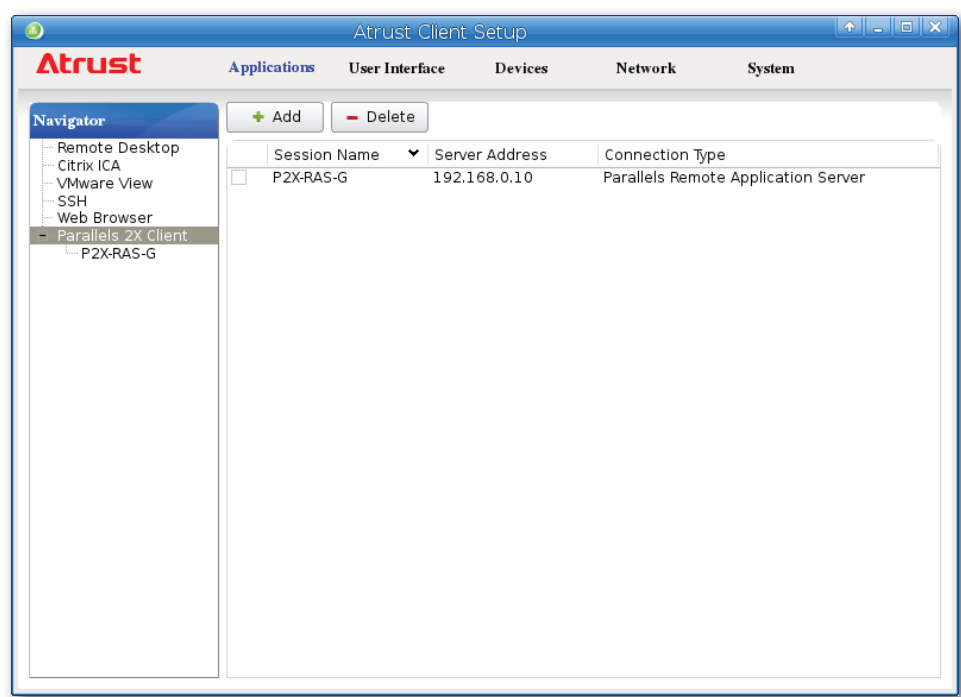 Atrust Client Setup
Atrust
Applications User Interface Devices Network System
Navigator
Remote Desktop
Citrix ICA
VMware View
SSH
Web Browser
Parallels 2X Client
P2X-RAS-G
Add Delete
Session Name Server Address Connection Type
P2X-RAS-G 192.168.0.10 Parallels Remote Application Server